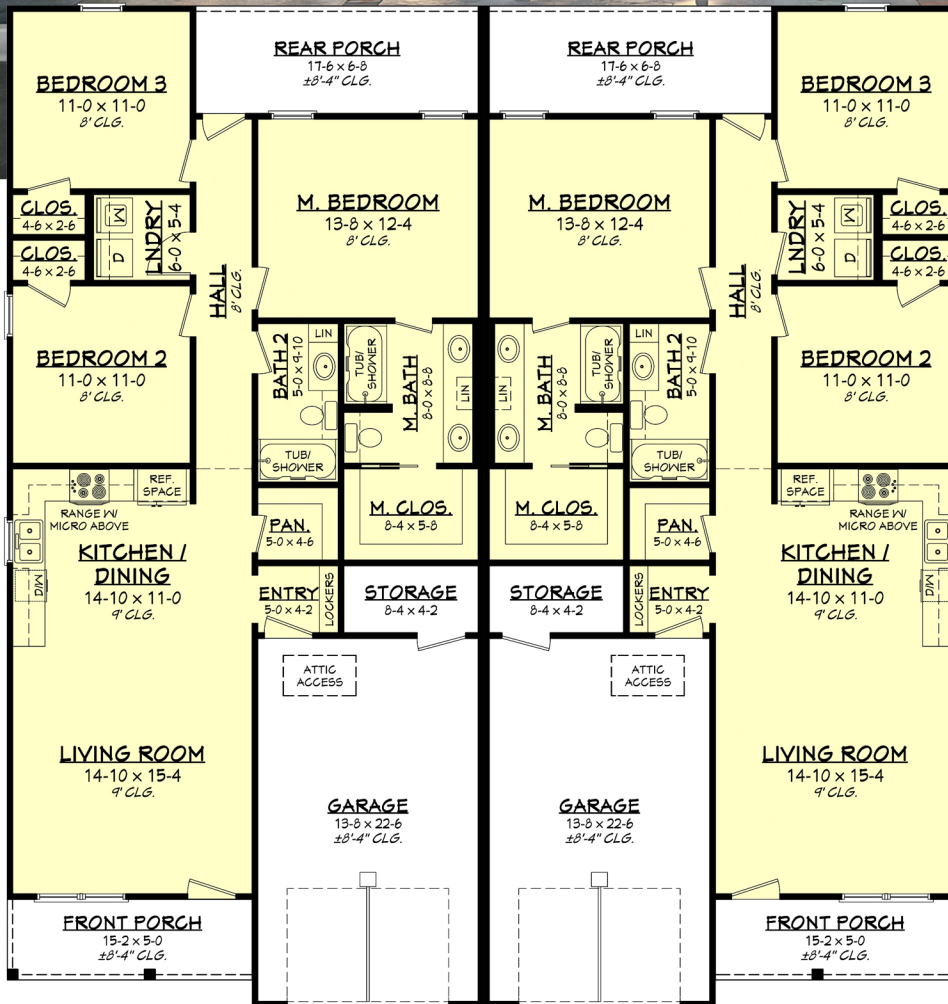 REAR PORCH
17-6 x 6-8
±8'-4" CLG.
REAR PORCH
17-6 x 6-8
±8'-4" CLG.
BEDROOM 3
11-0 x 11-0
8' CLG.
BEDROOM 3
11-0 x 11-0
8' CLG.
M. BEDROOM
13-8 x 12-4
8' CLG.
M. BEDROOM
13-8 x 12-4
8' CLG.
CLOS.
4-6 x 2-6
CLOS.
4-6 x 2-6
M
D
LNDRY
6-0 x 5-4
HALL
8' CLG.
HALL
8' CLG.
LNDRY
6-0 x 5-4
M
D
CLOS.
4-6 x 2-6
CLOS.
4-6 x 2-6
BEDROOM 2
11-0 x 11-0
8' CLG.
BATH 2
5-0 x 9-10
LIN
TUB/
SHOWER
TUB/
SHOWER
M. BATH
8-0 x 8-8
LIN
LIN
M. BATH
8-0 x 8-8
TUB/
SHOWER
LIN
BATH 2
5-0 x 9-10
TUB/
SHOWER
BEDROOM 2
11-0 x 11-0
8' CLG.
REF.
SPACE
RANGE W/
MICRO ABOVE
KITCHEN /
DINING
14-10 x 11-0
9' CLG.
M/D
PAN.
5-0 x 4-6
M. CLOS.
8-4 x 5-8
M. CLOS.
8-4 x 5-8
PAN.
5-0 x 4-6
REF.
SPACE
RANGE W/
MICRO ABOVE
KITCHEN /
DINING
14-10 x 11-0
9' CLG.
M/D
ENTRY
5-0 x 4-2
LOCKERS
STORAGE
8-4 x 4-2
STORAGE
8-4 x 4-2
LOCKERS
ENTRY
5-0 x 4-2
ATTIC
ACCESS
ATTIC
ACCESS
LIVING ROOM
14-10 x 15-4
9' CLG.
GARAGE
13-8 x 22-6
±8'-4" CLG.
GARAGE
13-8 x 22-6
±8'-4" CLG.
LIVING ROOM
14-10 x 15-4
9' CLG.
FRONT PORCH
15-2 x 5-0
±8'-4" CLG.
FRONT PORCH
15-2 x 5-0
±8'-4" CLG.